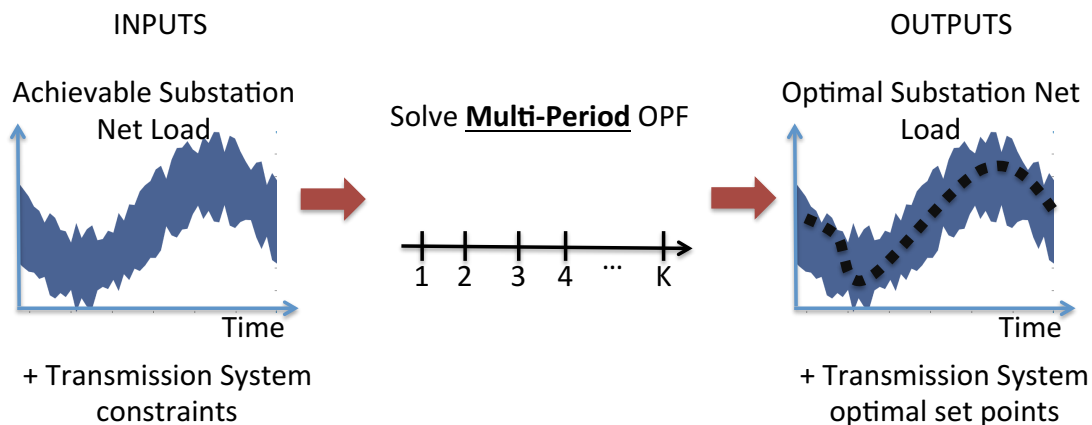 INPUTS
Achievable Substation
Net Load
Time
+ Transmission System
constraints
Solve Multi-Period OPF
1 2 3 4 ... K
OUTPUTS
Optimal Substation Net
Load
Time
+ Transmission System
optimal set points